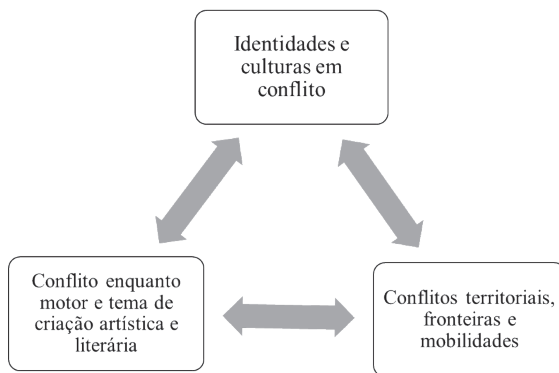 Identidades e
culturas em
conflito
Conflito enquanto
motor e tema de
criação artística e
literária
Conflitos territoriais,
fronteiras e
mobilidades